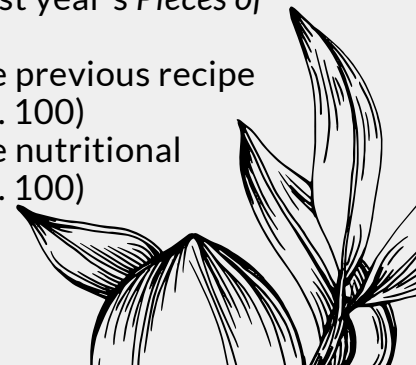 st year's Pieces of
e previous recipe
. 100)
e nutritional
. 100)